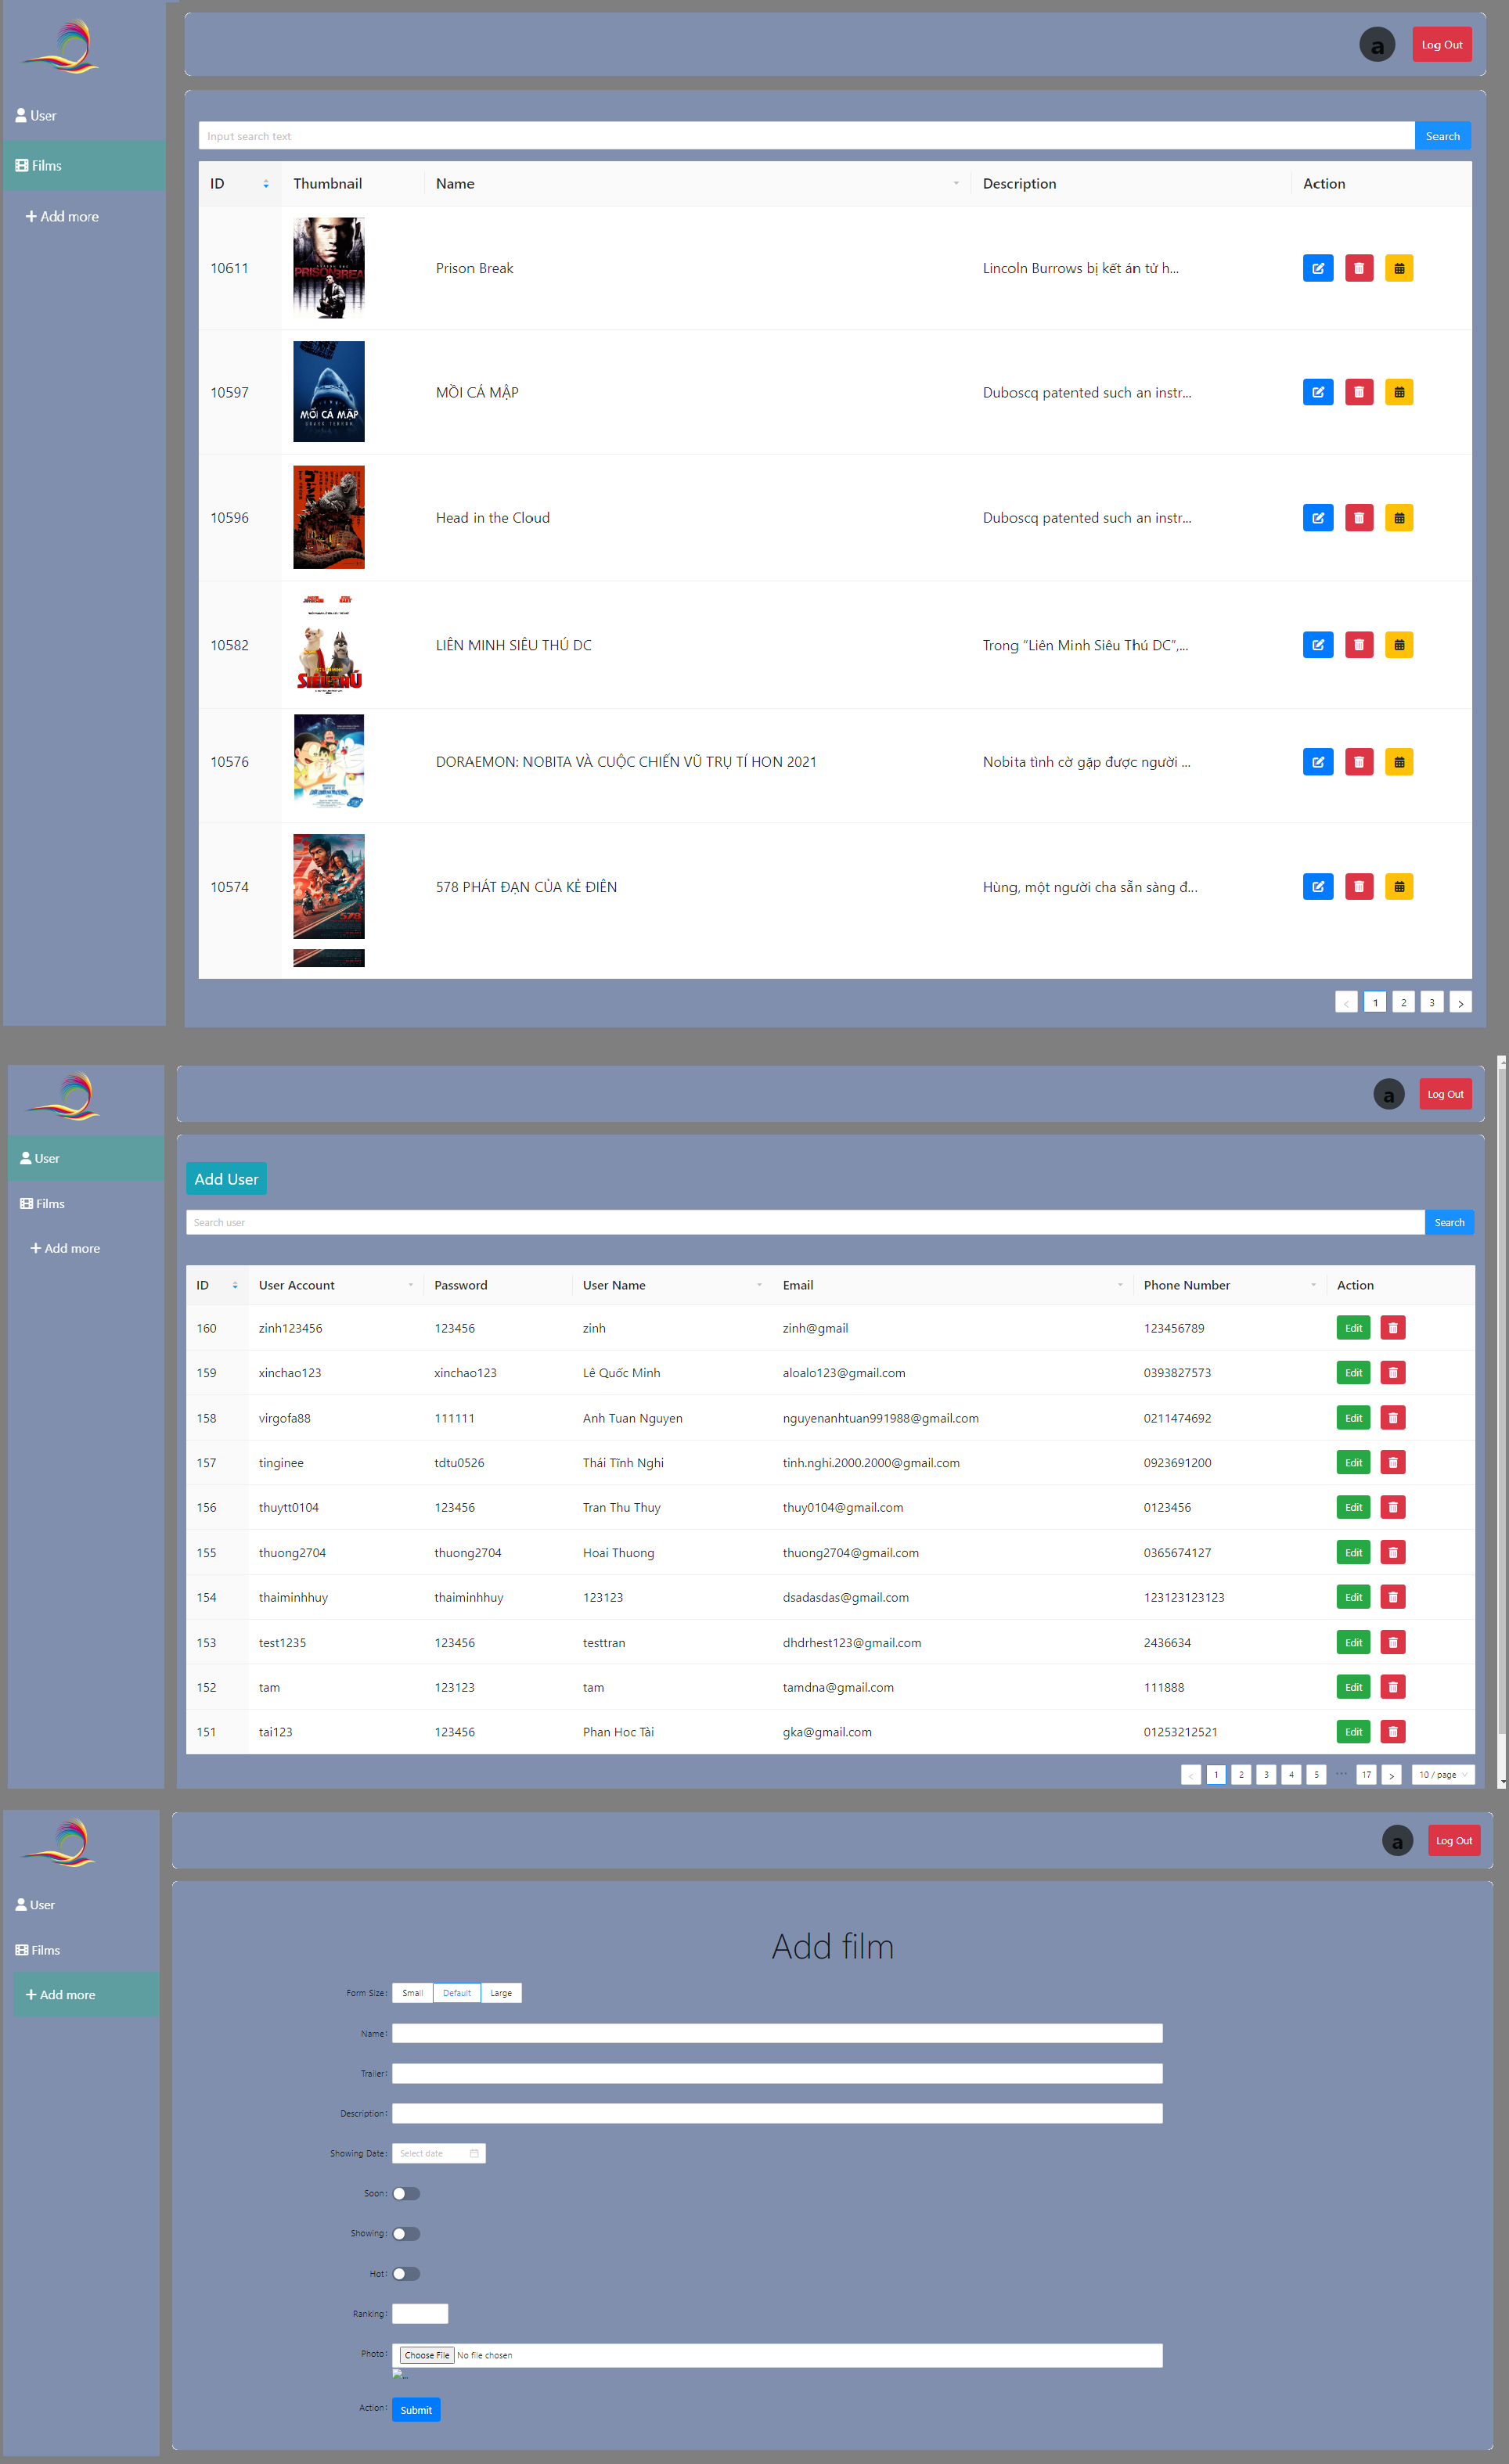 a
Log Out
User
Films
Add more
Input search text
Search
ID Thumbnail Name Description Action
PRISON BREAK
10611 Prison Break Lincoln Burrows bị kết án tử h...
10597 MỒI CÁ MẬP Duboscq patented such an instr...
MỒI CÁ MẬP
10596 Head in the Cloud Duboscq patented such an instr...
10582 LIÊN MINH SIÊU THÚ DC Trong “Liên Minh Siêu Thú DC”,...
SIÊU THÚ
10576 DORAEMON: NOBITA VÀ CUỘC CHIẾN VŨ TRỤ TÍ HON 2021 Nobita tình cờ gặp được người ...
10574 578 PHÁT ĐẠN CỦA KẺ ĐIÊN Hùng, một người cha sẵn sàng đ...
578
< 1 2 3 >
a
Log Out
User
Films
Add more
Add User
Search user
Search
ID User Account Password User Name Email Phone Number Action
160 zinh123456 123456 zinh zinh@gmail 123456789 Edit
159 xinchao123 xinchao123 Lê Quốc Minh aloalo123@gmail.com 0393827573 Edit
158 virgofa88 111111 Anh Tuan Nguyen nguyenanhtuan991988@gmail.com 0211474692 Edit
157 tinginee tdtu0526 Thái Tĩnh Nghi tinh.nghi.2000.2000@gmail.com 0923691200 Edit
156 thuytt0104 123456 Tran Thu Thuy thuy0104@gmail.com 0123456 Edit
155 thuong2704 thuong2704 Hoai Thuong thuong2704@gmail.com 0365674127 Edit
154 thaiminhhuy thaiminhhuy 123123 dsadasdas@gmail.com 123123123123 Edit
153 test1235 123456 testtran dhdrhest123@gmail.com 2436634 Edit
152 tam 123123 tam tamdna@gmail.com 111888 Edit
151 tai123 123456 Phan Hoc Tài gka@gmail.com 01253212521 Edit
< 1 2 3 4 5 ••• 17 > 10 / page
a
Log Out
User
Films
Add more
Add film
Form Size: Small Default Large
Name:
Trailer:
Description:
Showing Date: Select date
Soon:
Showing:
Hot:
Ranking:
Photo: Choose File No file chosen
...
Action: Submit